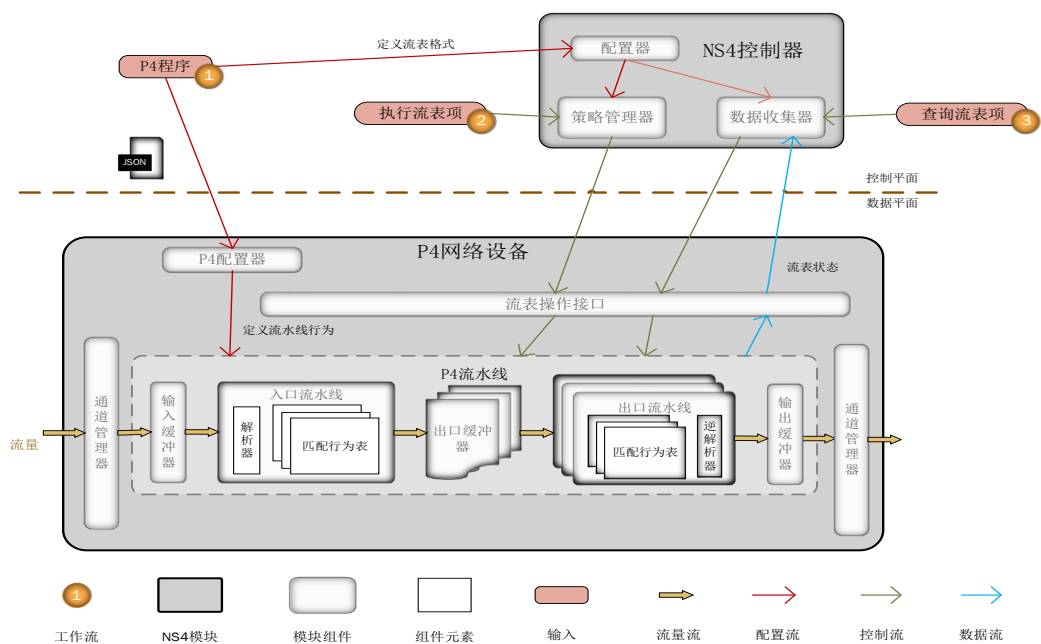 定义流表格式
配置器
NS4控制器
P4程序
1
执行流表项
2
策略管理器
数据收集器
查询流表项
3
JSON
控制平面
数据平面
P4网络设备
P4配置器
流表状态
流表操作接口
定义流水线行为
P4流水线
流量
通道管理器
输入缓冲器
入口流水线
解析器
匹配行为表
出口缓冲器
出口流水线
匹配行为表
逆解析器
输出缓冲器
通道管理器
1
工作流
NS4模块
模块组件
组件元素
输入
流量流
配置流
控制流
数据流